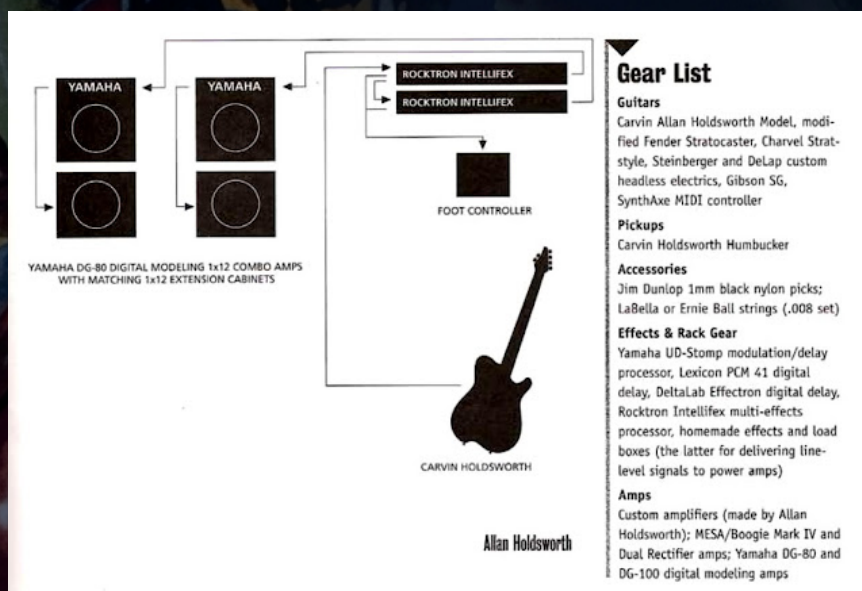 YAMAHA
YAMAHA
ROCKTRON INTELLIFEX
ROCKTRON INTELLIFEX
FOOT CONTROLLER
YAMAHA DG-80 DIGITAL MODELING 1x12 COMBO AMPS
WITH MATCHING 1x12 EXTENSION CABINETS
CARVIN HOLDSWORTH
Allan Holdsworth
Gear List
Guitars
Carvin Allan Holdsworth Model, modi-
fied Fender Stratocaster, Charvel Strat-
style, Steinberger and DeLap custom
headless electrics, Gibson SG,
SynthAxe MIDI controller
Pickups
Carvin Holdsworth Humbucker
Accessories
Jim Dunlop 1mm black nylon picks;
LaBella or Ernie Ball strings (.008 set)
Effects & Rack Gear
Yamaha UD-Stomp modulation/delay
processor, Lexicon PCM 41 digital
delay, DeltaLab Effectron digital delay,
Rocktron Intellifex multi-effects
processor, homemade effects and load
boxes (the latter for delivering line-
level signals to power amps)
Amps
Custom amplifiers (made by Allan
Holdsworth); MESA/Boogie Mark IV and
Dual Rectifier amps; Yamaha DG-80 and
DG-100 digital modeling amps